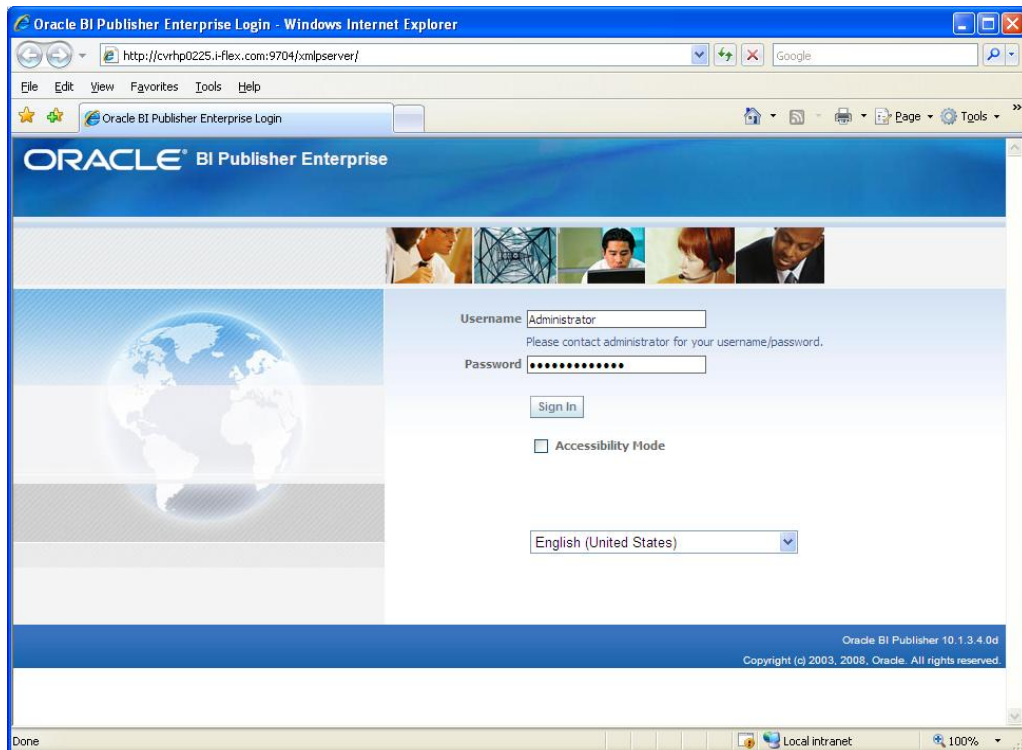 Oracle BI Publisher Enterprise Login - Windows Internet Explorer
http://cvrhp0225.i-flex.com:9704/xmlpserver/
Google
File Edit View Favorites Tools Help
Oracle BI Publisher Enterprise Login
Page Tools »
ORACLE® BI Publisher Enterprise
Username Administrator
Please contact administrator for your username/password.
Password •••••••••••••
Sign In
Accessibility Mode
English (United States)
Oracle BI Publisher 10.1.3.4.0d
Copyright (c) 2003, 2008, Oracle. All rights reserved.
Done Local intranet 100%